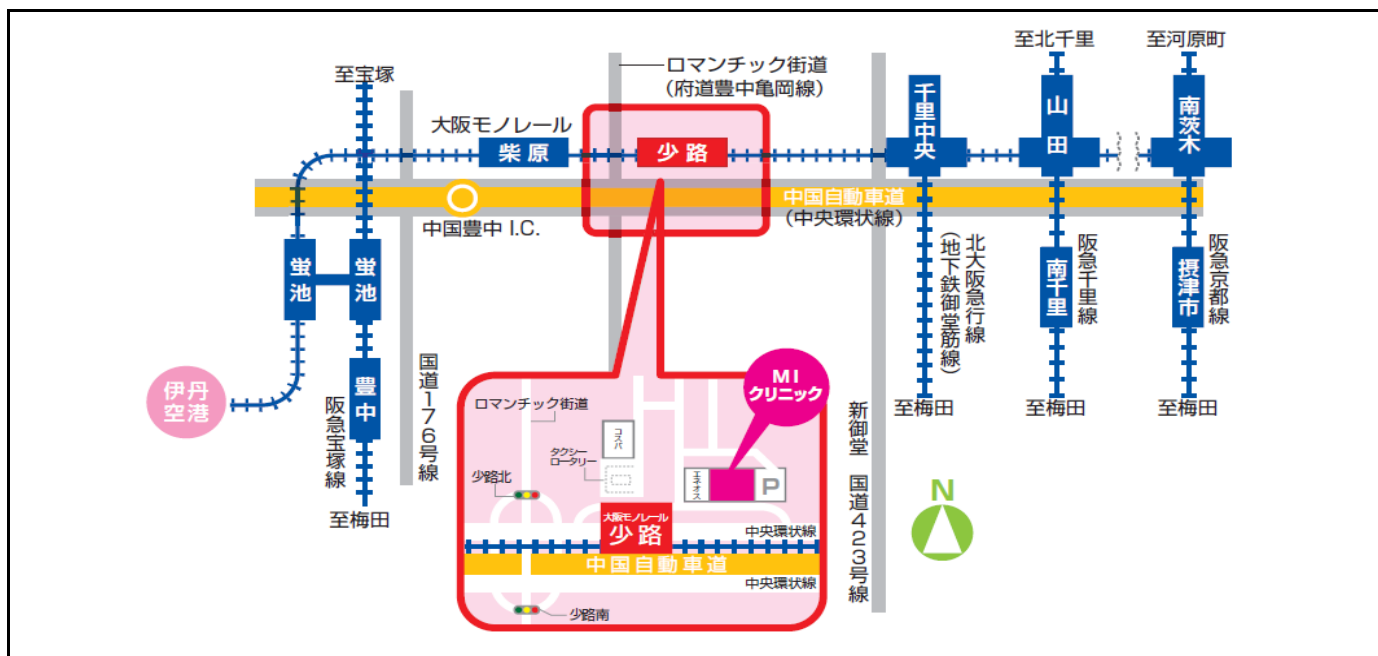 至北千里
至河原町
ロマンチック街道
(府道豊中亀岡線)
至宝塚
大阪モノレール
柴原
少路
千里中央
山田
南茨木
中国自動車道
(中央環状線)
中国豊中 I.C.
蛍池
蛍池
豊中
伊丹
空港
阪急宝塚線
国道176号線
至梅田
北大阪急行線
(地下鉄御堂筋線)
至梅田
南千里
阪急千里線
至梅田
摂津市
阪急京都線
至梅田
新御堂 国道423号線
N
MI
クリニック
ロマンチック街道
コスパ
タクシー
ロータリー
少路北
エネオス
P
大阪モノレール
少路
中央環状線
中国自動車道
中央環状線
少路南